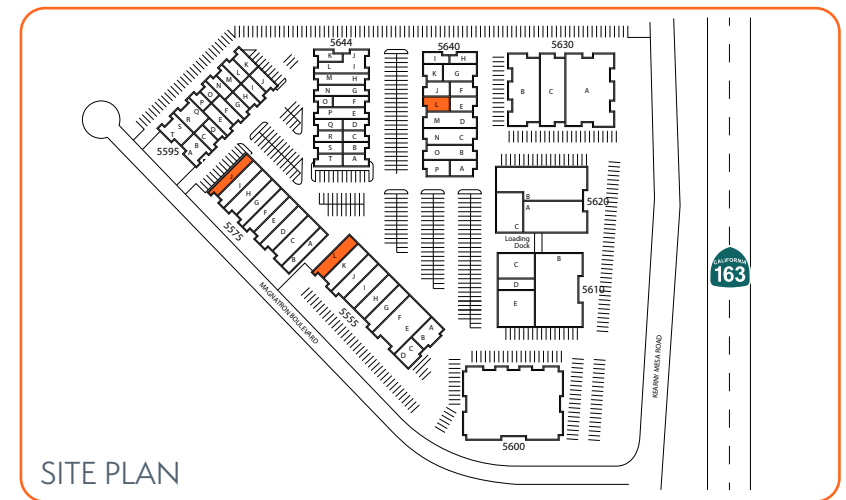 5644
K J
L I
M H
N G
O F
P E
Q D
R C
S B
T A
5640
I H
K G
J F
L E
M D
N C
O B
P A
5630
B C A
5595
K
L J
M I
N H
O G
P F
Q E
R D
S C
T B
A
5575
J
I
H
G
F
E
D
C
A
B
5555
L
K
J
I
H
G
F
E
A
B
C
D
5620
B
A
C
Loading
Dock
5610
B
C
D
E
5600
MAGNATRON BOULEVARD
KEARNY MESA ROAD
CALIFORNIA
163
SITE PLAN